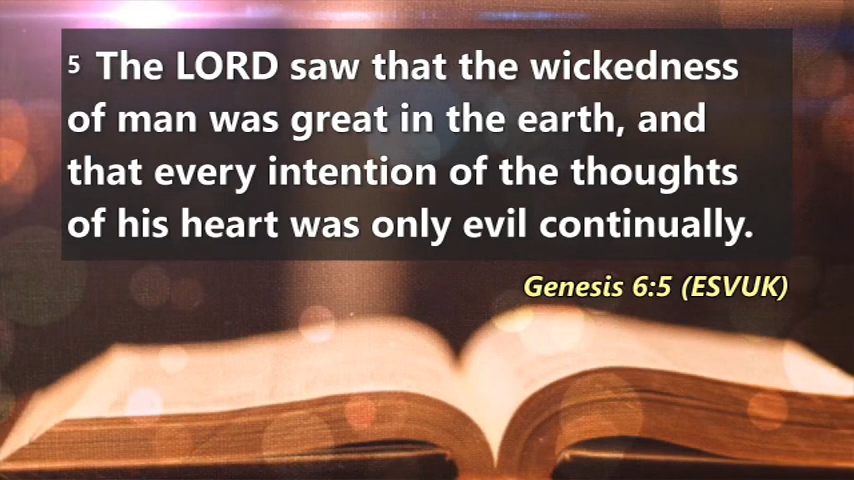 5 The LORD saw that the wickedness
of man was great in the earth, and
that every intention of the thoughts
of his heart was only evil continually.
Genesis 6:5 (ESVUK)